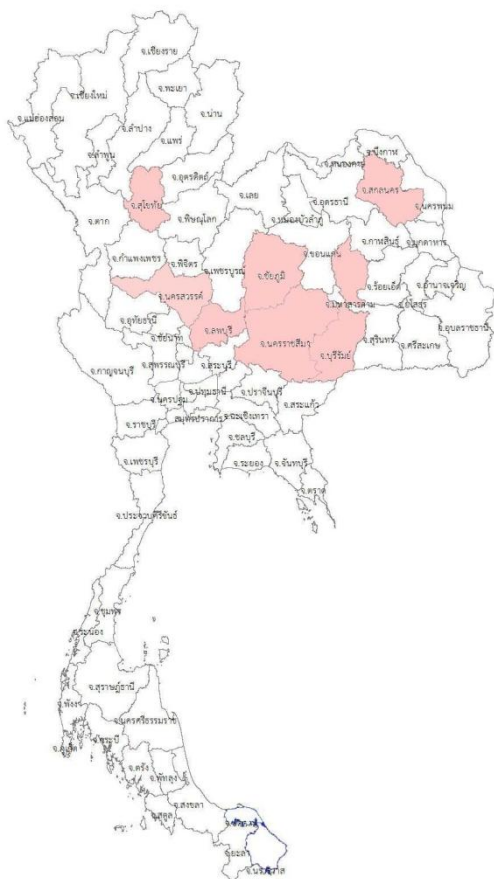 จ.เชียงราย
จ.พะเยา
จ.เชียงใหม่
จ.น่าน
จ.แม่ฮ่องสอน
จ.ลำปาง
จ.แพร่
จ.ลำพูน
จ.อุตรดิตถ์
จ.บึงกาฬ
จ.หนองคาย
จ.เลย
จ.สกลนคร
จ.สุโขทัย
จ.อุดรธานี
จ.นครพนม
จ.ตาก
จ.พิษณุโลก
จ.หนองบัวลำภู
จ.กาฬสินธุ์
จ.มุกดาหาร
จ.กำแพงเพชร
จ.พิจิตร
จ.เพชรบูรณ์
จ.ชัยภูมิ
จ.ขอนแก่น
จ.ร้อยเอ็ด
จ.อำนาจเจริญ
จ.นครสวรรค์
จ.มหาสารคาม
จ.ยโสธร
จ.อุทัยธานี
จ.ลพบุรี
จ.นครราชสีมา
จ.บุรีรัมย์
จ.สุรินทร์
จ.ศรีสะเกษ
จ.อุบลราชธานี
จ.ชัยนาท
จ.กาญจนบุรี
จ.สุพรรณบุรี
จ.สระบุรี
จ.นครปฐม
จ.ปทุมธานี
จ.ปราจีนบุรี
จ.สระแก้ว
จ.ราชบุรี
สมุทรปราการ
จ.ฉะเชิงเทรา
จ.ชลบุรี
จ.เพชรบุรี
จ.ระยอง
จ.จันทบุรี
จ.ตราด
จ.ประจวบคีรีขันธ์
จ.ชุมพร
จ.ระนอง
จ.สุราษฎร์ธานี
จ.พังงา
จ.นครศรีธรรมราช
จ.กระบี่
จ.ภูเก็ต
จ.ตรัง
จ.พัทลุง
จ.สงขลา
จ.สตูล
จ.ยะลา
จ.นราธิวาส